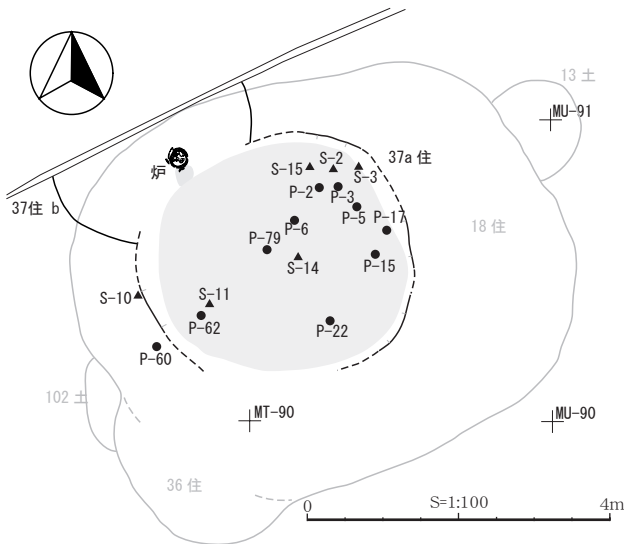 13 土
MU-91
37a 住
S-2
S-15
S-3
炉
P-2
P-3
37住 b
P-5
P-17
P-6
18 住
P-79
S-14
P-15
S-10
S-11
P-62
P-22
P-60
102 土
MT-90
MU-90
36 住
0
S=1:100
4m